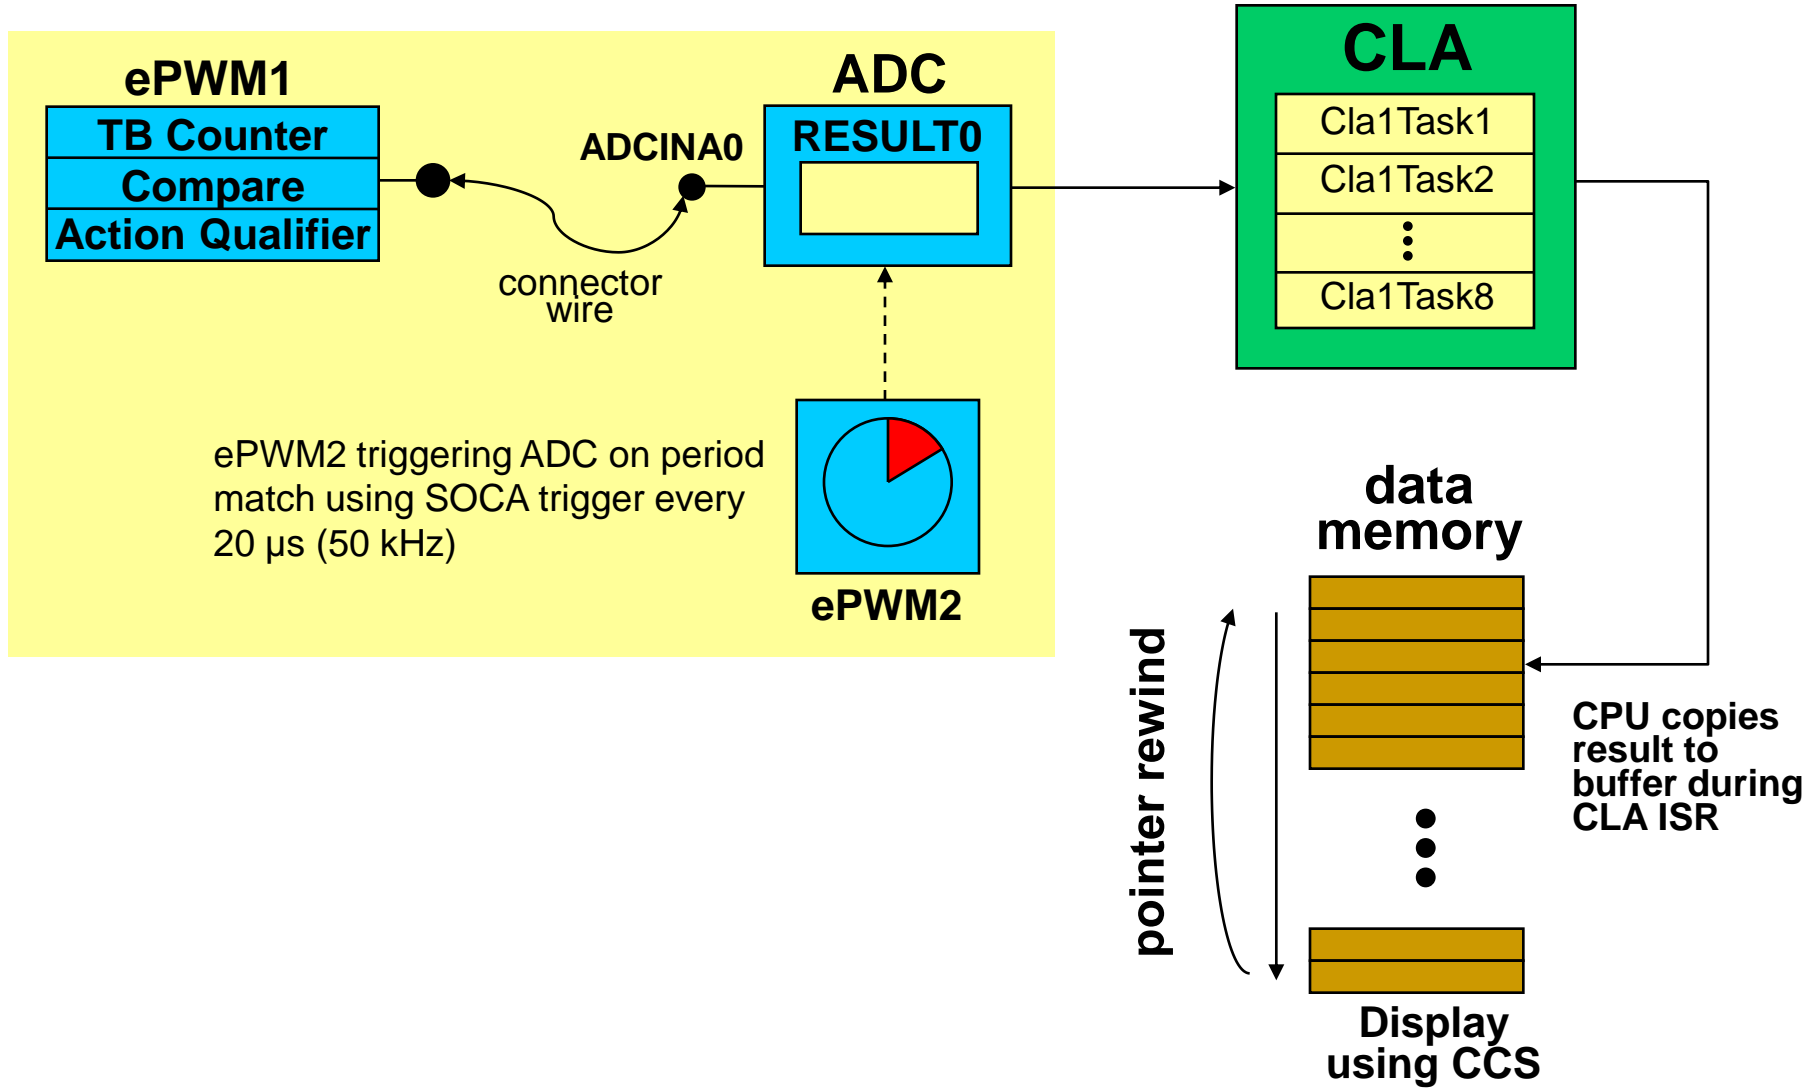 ePWM1
TB Counter
Compare
Action Qualifier
connector
wire
ADCINA0
ADC
RESULT0
ePWM2 triggering ADC on period
match using SOCA trigger every
20 µs (50 kHz)
ePWM2
CLA
Cla1Task1
Cla1Task2
Cla1Task8
data
memory
pointer rewind
CPU copies
result to
buffer during
CLA ISR
Display
using CCS